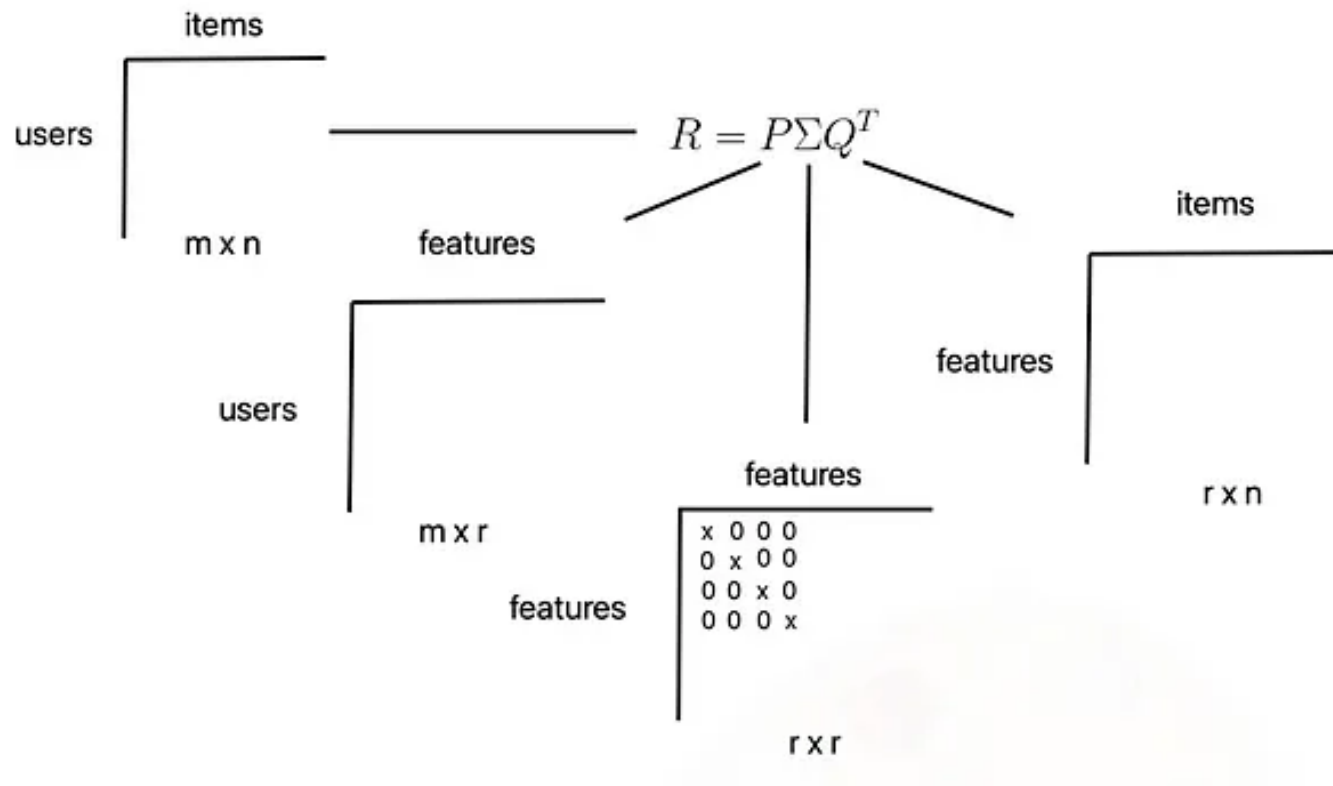 items
users
R = PΣQ^T
m x n
features
items
users
features
m x r
features
r x n
x 0 0 0
0 x 0 0
0 0 x 0
0 0 0 x
features
r x r